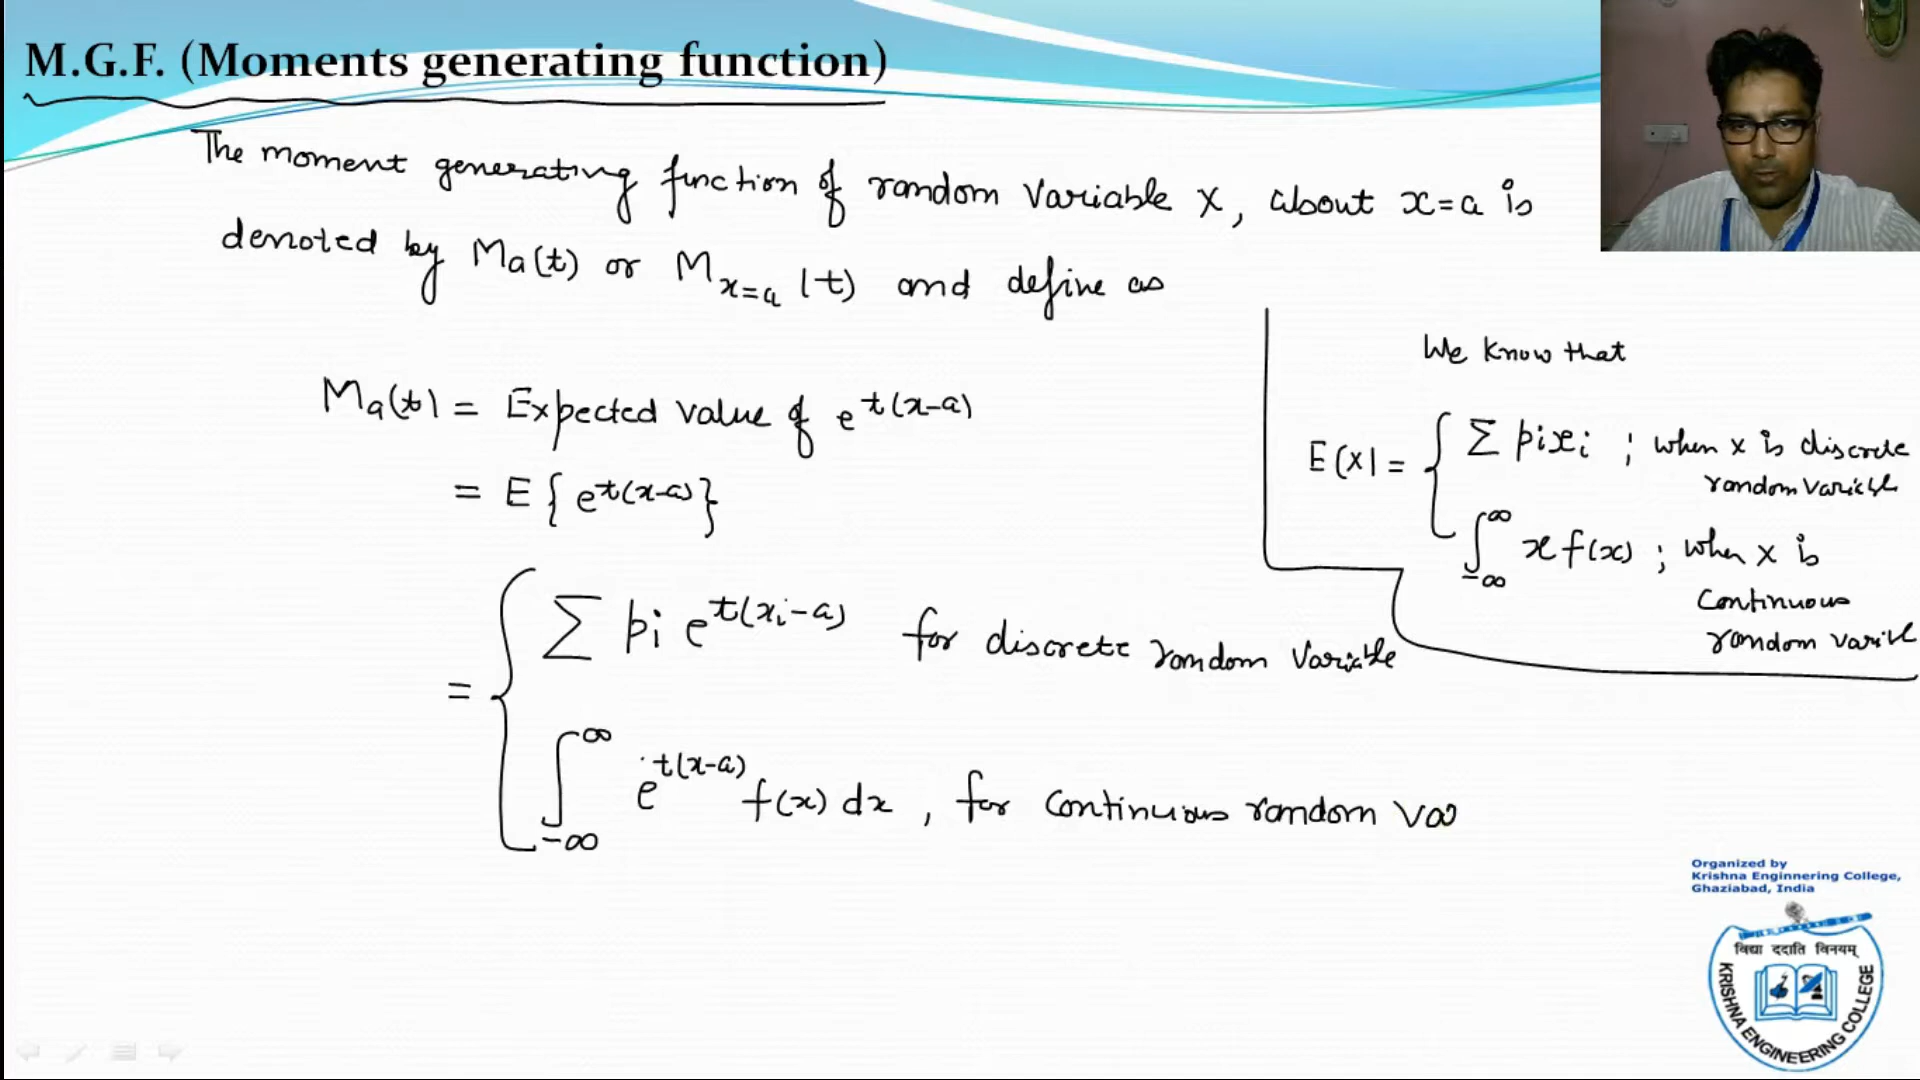 M.G.F. (Moments generating function)
The moment generating function of random variable X, about x=a is
denoted by Ma(t) or M x=a (t) and define as
We know that
Ma(t) = Expected value of e^t(x-a)
= E { e^t(x-a) }
E(x) = { Σ pixi ; when x is discrete
random variable
∫ -∞ ∞ x f(x) ; when x is
continuous
random
= { Σ pi e^t(xi-a) for discrete random variable
∫ -∞ ∞ e^t(x-a) f(x) dx , for continuous random va
Organized by
Krishna Enginnering College,
Ghaziabad, India
विद्या ददाति विनयम्
KRISHNA ENGINEERING COLLEGE